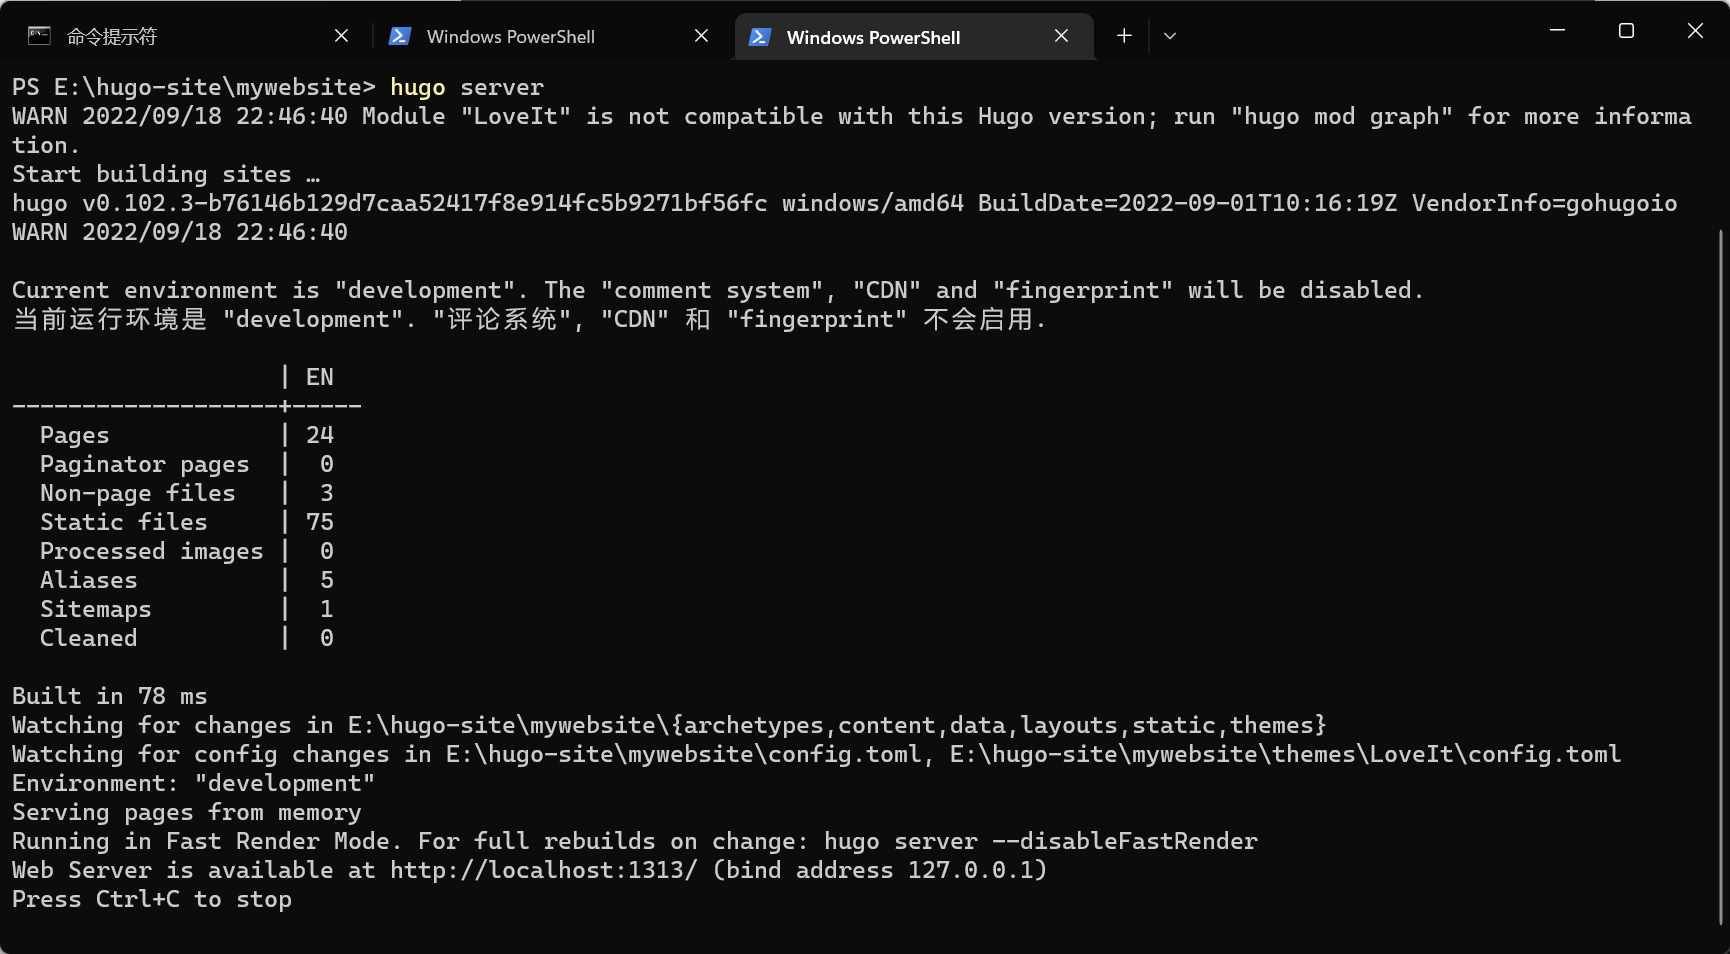 命令提示符 Windows PowerShell Windows PowerShell
PS E:\hugo-site\mywebsite> hugo server
WARN 2022/09/18 22:46:40 Module "LoveIt" is not compatible with this Hugo version; run "hugo mod graph" for more informa
tion.
Start building sites …
hugo v0.102.3-b76146b129d7caa52417f8e914fc5b9271bf56fc windows/amd64 BuildDate=2022-09-01T10:16:19Z VendorInfo=gohugoio
WARN 2022/09/18 22:46:40
Current environment is "development". The "comment system", "CDN" and "fingerprint" will be disabled.
当前运行环境是 "development". "评论系统", "CDN" 和 "fingerprint" 不会启用.
                   | EN
-------------------+-----
  Pages            | 24
  Paginator pages  |  0
  Non-page files   |  3
  Static files     | 75
  Processed images |  0
  Aliases          |  5
  Sitemaps         |  1
  Cleaned          |  0
Built in 78 ms
Watching for changes in E:\hugo-site\mywebsite\{archetypes,content,data,layouts,static,themes}
Watching for config changes in E:\hugo-site\mywebsite\config.toml, E:\hugo-site\mywebsite\themes\LoveIt\config.toml
Environment: "development"
Serving pages from memory
Running in Fast Render Mode. For full rebuilds on change: hugo server --disableFastRender
Web Server is available at http://localhost:1313/ (bind address 127.0.0.1)
Press Ctrl+C to stop